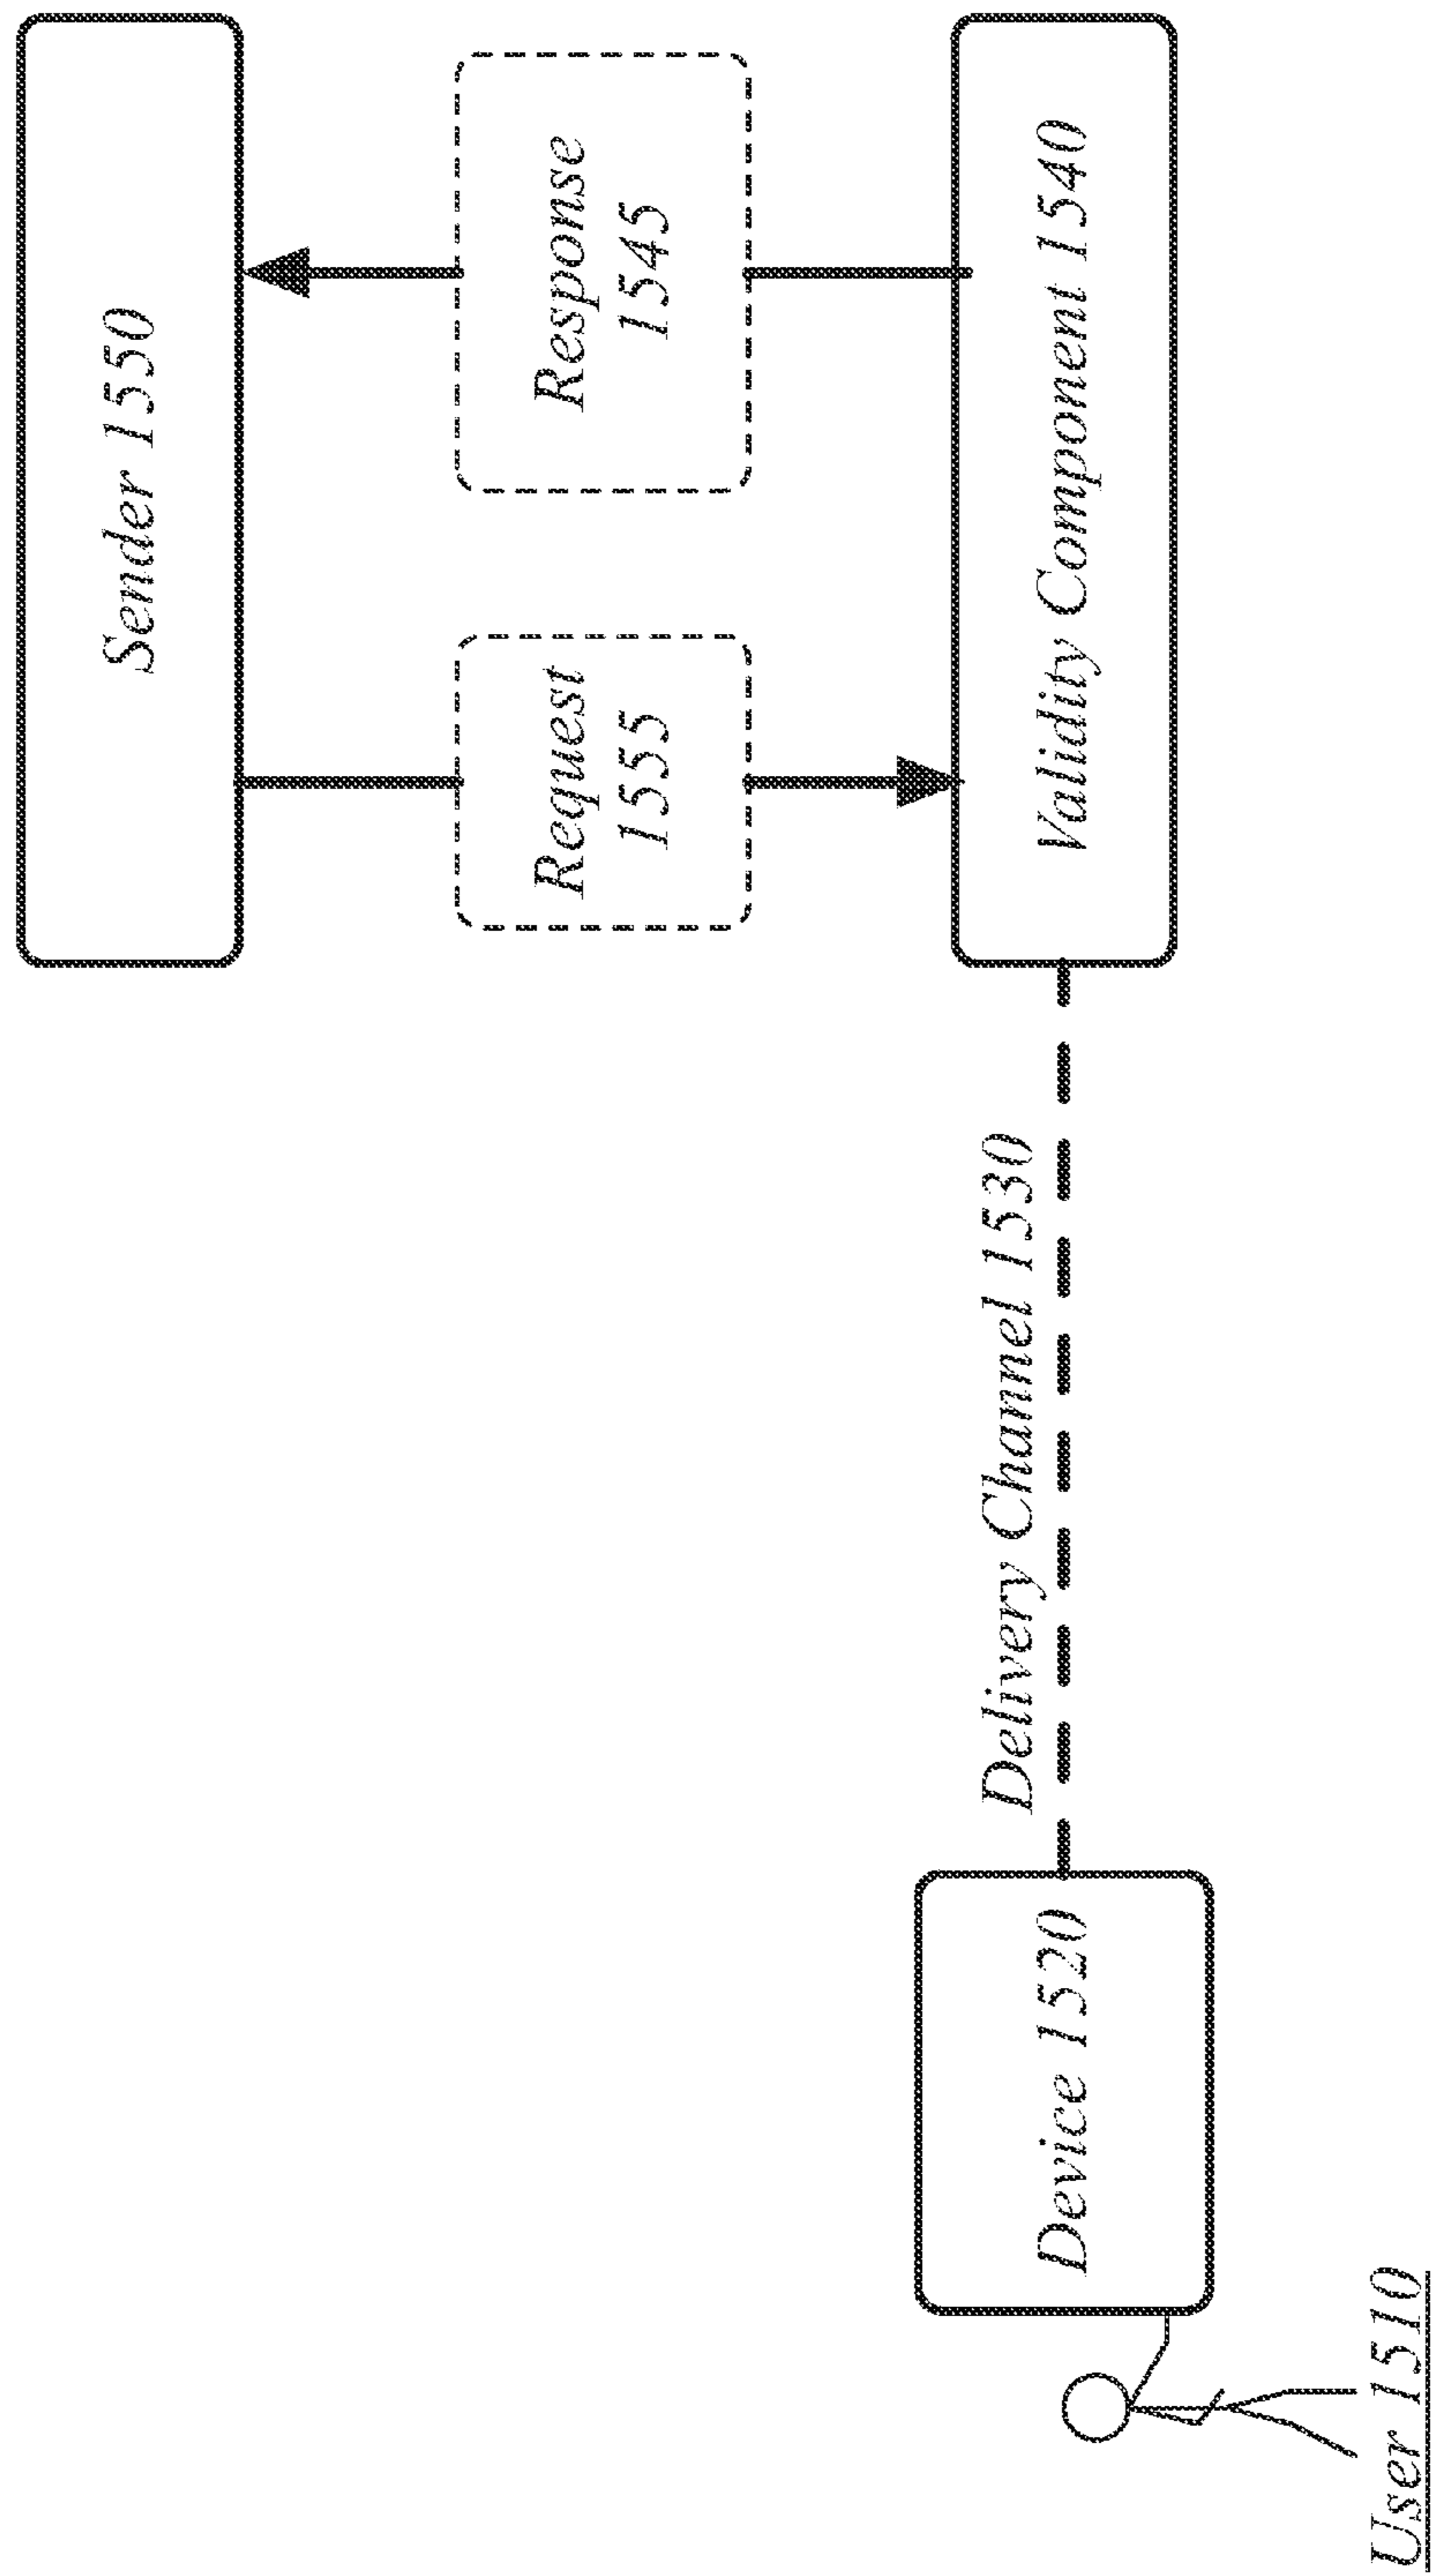 Sender 1550
Request
1555
Response
1545
Delivery Channel 1530
Device 1520
Validity Component 1540
User 1510